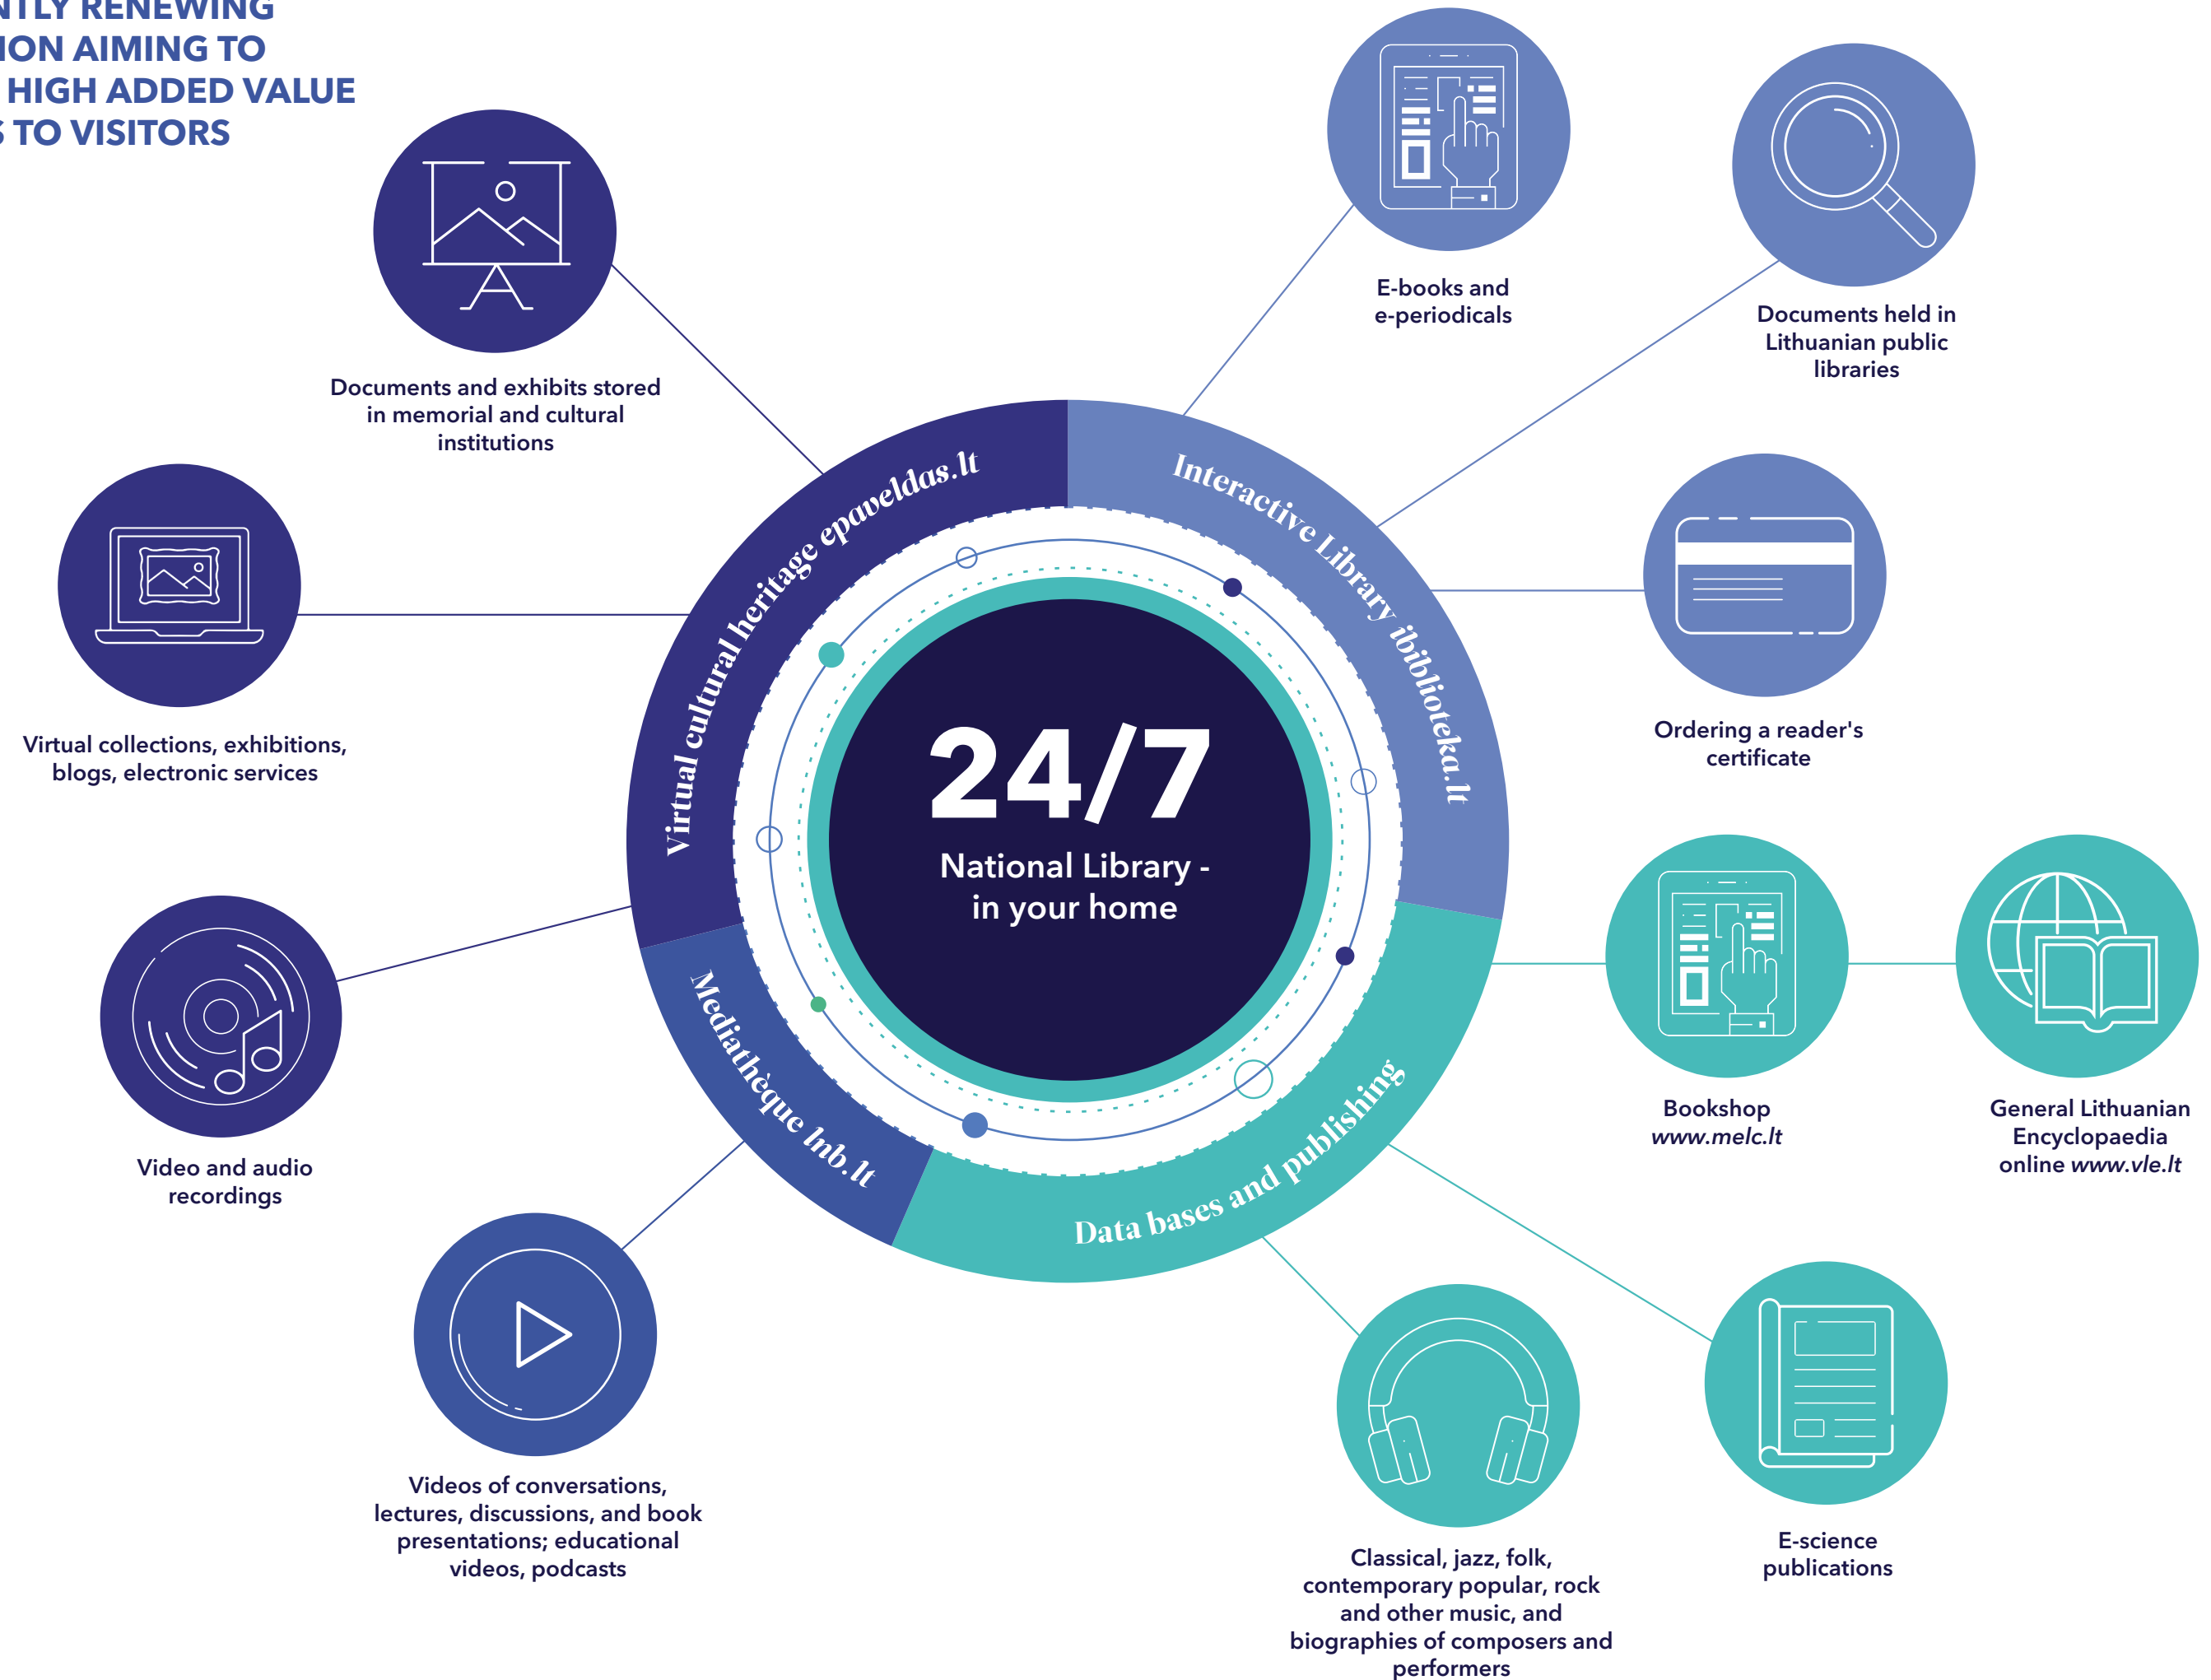 RENEWING
AIMING TO
HIGH ADDED VALUE
TO VISITORS
Documents and exhibits stored
in memorial and cultural
institutions
Virtual collections, exhibitions,
blogs, electronic services
Video and audio
recordings
Videos of conversations,
lectures, discussions, and book
presentations; educational
videos, podcasts
Virtual cultural heritage epaveldas.lt
Interactive Library ibiblioteka.lt
Mediathèque lnb.lt
Data bases and publishing
24/7
National Library -
in your home
E-books and
e-periodicals
Documents held in
Lithuanian public
libraries
Ordering a reader's
certificate
Bookshop
www.melc.lt
General Lithuanian
Encyclopaedia
online www.vle.lt
E-science
publications
Classical, jazz, folk,
contemporary popular, rock
and other music, and
biographies of composers and
performers